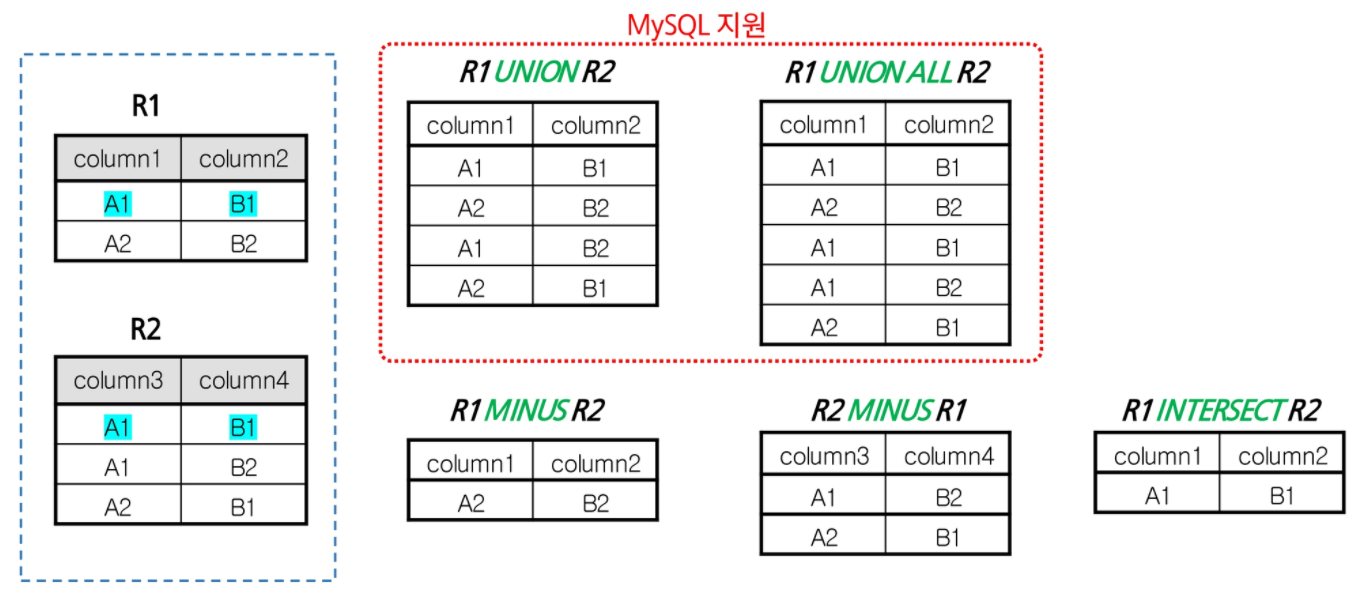 MySQL 지원
R1
column1 column2
A1 B1
A2 B2
R2
column3 column4
A1 B1
A1 B2
A2 B1
R1 UNION R2
column1 column2
A1 B1
A2 B2
A1 B2
A2 B1
R1 UNION ALL R2
column1 column2
A1 B1
A2 B2
A1 B1
A1 B2
A2 B1
R1 MINUS R2
column1 column2
A2 B2
R2 MINUS R1
column3 column4
A1 B2
A2 B1
R1 INTERSECT R2
column1 column2
A1 B1